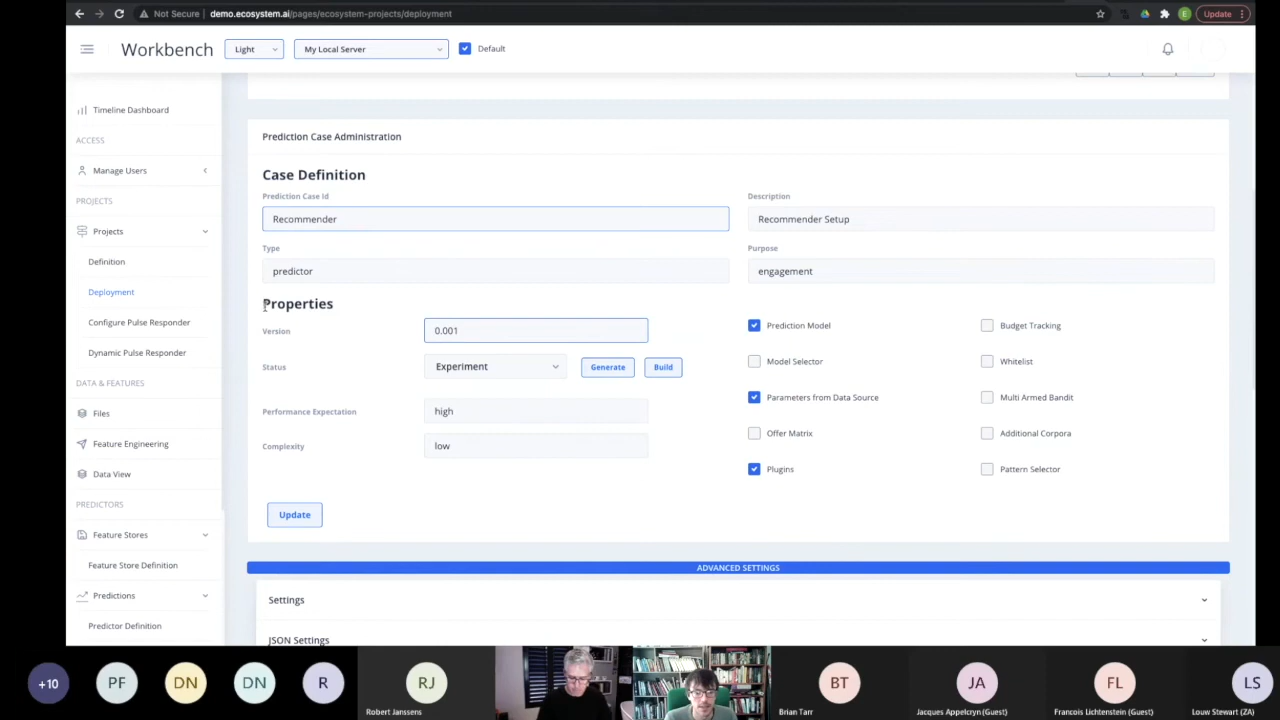 Not Secure | demo.ecosystem.ai/pages/ecosystem-projects/deployment
E
Update
Workbench
Light
My Local Server
Default
Timeline Dashboard
ACCESS
Manage Users
PROJECTS
Projects
Definition
Deployment
Configure Pulse Responder
Dynamic Pulse Responder
DATA & FEATURES
Files
Feature Engineering
Data View
PREDICTORS
Feature Stores
Feature Store Definition
Predictions
Predictor Definition
Prediction Case Administration
Case Definition
Prediction Case Id
Description
Recommender
Recommender Setup
Type
Purpose
predictor
engagement
Properties
Version
0.001
Status
Experiment
Generate
Build
Performance Expectation
high
Complexity
low
Prediction Model
Budget Tracking
Model Selector
Whitelist
Parameters from Data Source
Multi Armed Bandit
Offer Matrix
Additional Corpora
Plugins
Pattern Selector
Update
ADVANCED SETTINGS
Settings
JSON Settings
+10
PF
DN
DN
R
RJ
Robert Janssens
BT
Brian Tarr
JA
Jacques Appelcryn (Guest)
FL
Francois Lichtenstein (Guest)
LS
Louw Stewart (ZA)